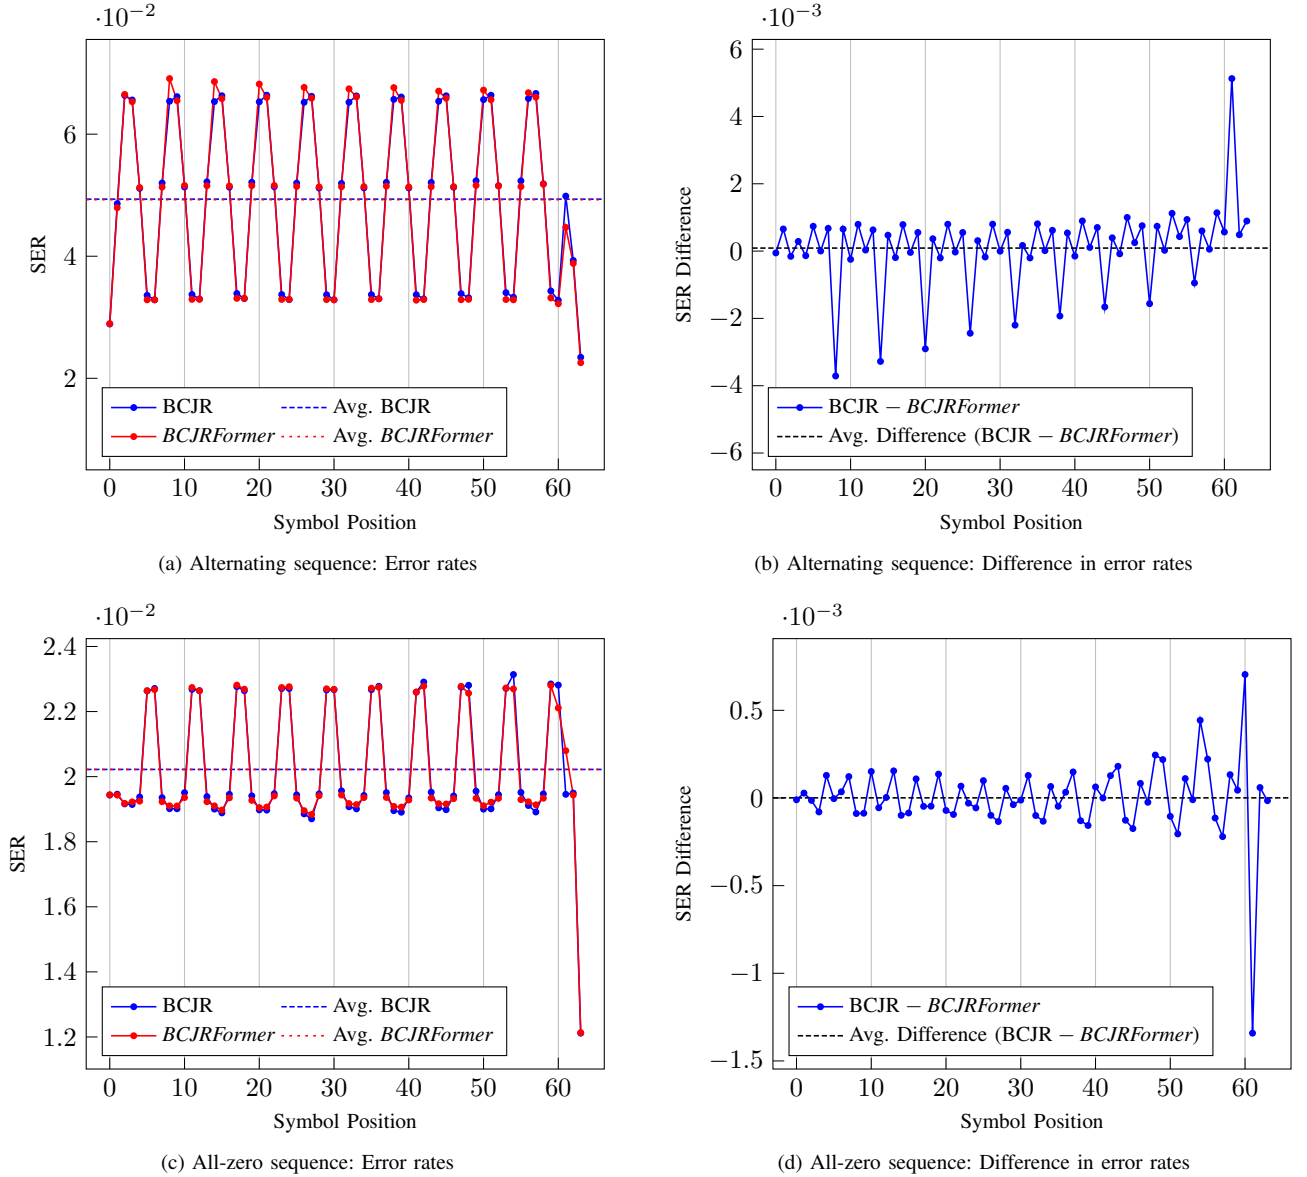 ·10⁻²
6
4
2
SER
BCJR
Avg. BCJR
BCJRFormer
Avg. BCJRFormer
0 10 20 30 40 50 60
Symbol Position
(a) Alternating sequence: Error rates
·10⁻³
6
4
2
0
−2
−4
−6
SER Difference
BCJR − BCJRFormer
Avg. Difference (BCJR − BCJRFormer)
0 10 20 30 40 50 60
Symbol Position
(b) Alternating sequence: Difference in error rates
·10⁻²
2.4
2.2
2
1.8
1.6
1.4
1.2
SER
BCJR
Avg. BCJR
BCJRFormer
Avg. BCJRFormer
0 10 20 30 40 50 60
Symbol Position
(c) All-zero sequence: Error rates
·10⁻³
0.5
0
−0.5
−1
−1.5
SER Difference
BCJR − BCJRFormer
Avg. Difference (BCJR − BCJRFormer)
0 10 20 30 40 50 60
Symbol Position
(d) All-zero sequence: Difference in error rates